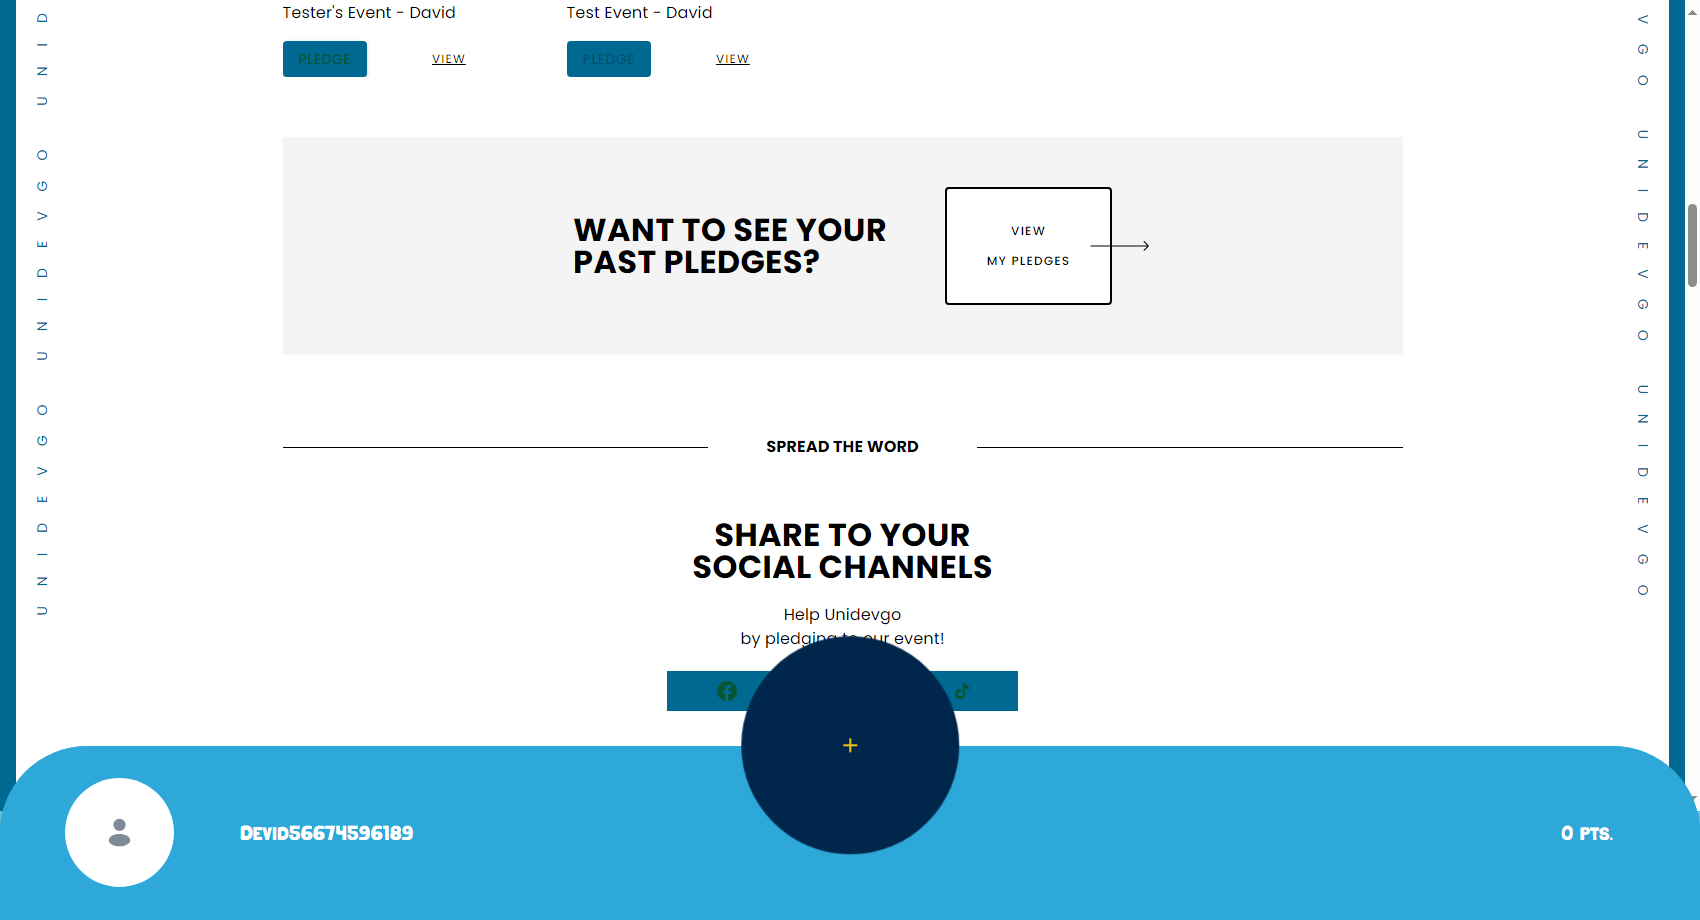 Tester's Event - David
Test Event - David
PLEDGE
VIEW
PLEDGE
VIEW
WANT TO SEE YOUR
PAST PLEDGES?
VIEW
MY PLEDGES
SPREAD THE WORD
SHARE TO YOUR
SOCIAL CHANNELS
Help Unidevgo
by pledging to our event!
UNIDEVGO UNIDEVGO UNID
VGO UNIDEVGO UNIDEVGO
+
Devid56674596189
0 PTS.